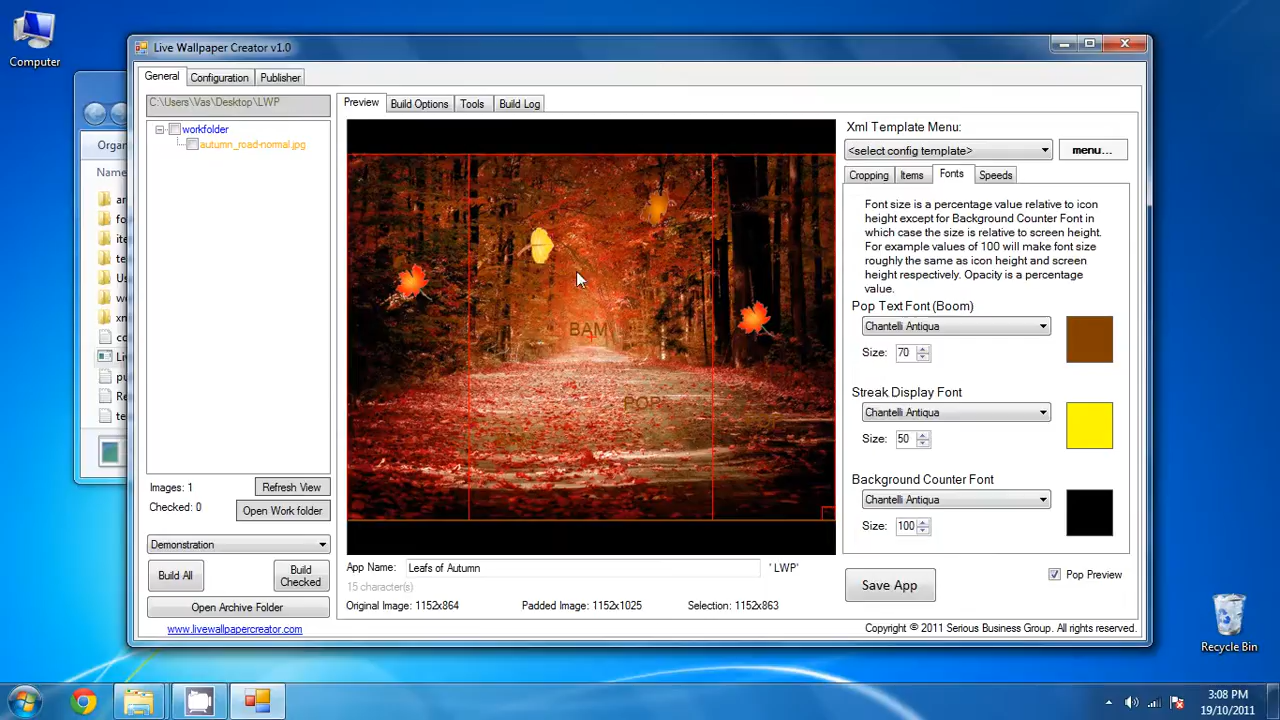 Computer
Live Wallpaper Creator v1.0
General
Configuration
Publisher
C:\Users\Vas\Desktop\LWP
workfolder
autumn_road-normal.jpg
Preview
Build Options
Tools
Build Log
Xml Template Menu:
<select config template>
menu...
Cropping
Items
Fonts
Speeds
Font size is a percentage value relative to icon
height except for Background Counter Font in
which case the size is relative to screen height.
For example values of 100 will make font size
roughly the same as icon height and screen
height respectively. Opacity is a percentage
value.
Pop Text Font (Boom)
Chantelli Antiqua
Size: 70
Streak Display Font
Chantelli Antiqua
Size: 50
Background Counter Font
Chantelli Antiqua
Size: 100
BAM
POP
Images: 1
Refresh View
Checked: 0
Open Work folder
Demonstration
Build All
Build
Checked
Open Archive Folder
www.livewallpapercreator.com
App Name: Leafs of Autumn ' LWP'
15 character(s)
Original Image: 1152x864
Padded Image: 1152x1025
Selection: 1152x863
Save App
Pop Preview
Copyright © 2011 Serious Business Group. All rights reserved.
Organ
Name
Recycle Bin
3:08 PM
19/10/2011